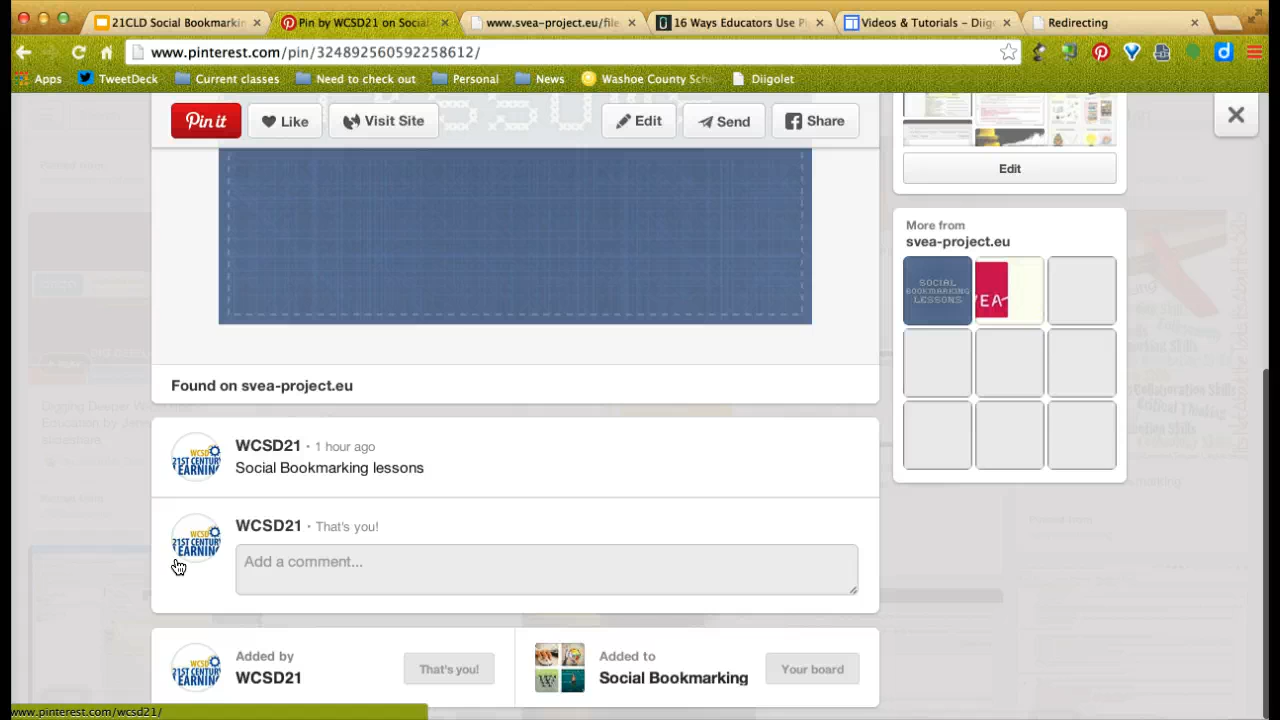 21CLD Social Bookmarkin
Pin by WCSD21 on Social
www.svea-project.eu/file
16 Ways Educators Use Pi
Videos & Tutorials – Diigo
Redirecting
www.pinterest.com/pin/324892560592258612/
Apps
TweetDeck
Current classes
Need to check out
Personal
News
Washoe County Scho
Diigolet
Pin it
Like
Visit Site
Edit
Send
Share
Edit
More from
svea-project.eu
SOCIAL
BOOKMARKING
LESSONS
VEA
Found on svea-project.eu
WCSD21 · 1 hour ago
Social Bookmarking lessons
WCSD21 · That's you!
Add a comment...
Added by
WCSD21
That's you!
Added to
Social Bookmarking
Your board
www.pinterest.com/wcsd21/